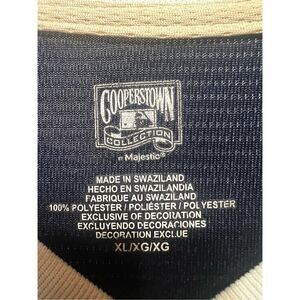 COOPERSTOWN
COLLECTION
BY Majestic®
MADE IN SWAZILAND
HECHO EN SWAZILANDIA
FABRIQUE AU SWAZILAND
100% POLYESTER / POLIÉSTER / POLYESTER
EXCLUSIVE OF DECORATION
EXCLUYENDO DECORACIONES
DECORATION EXCLUE
XL/XG/XG